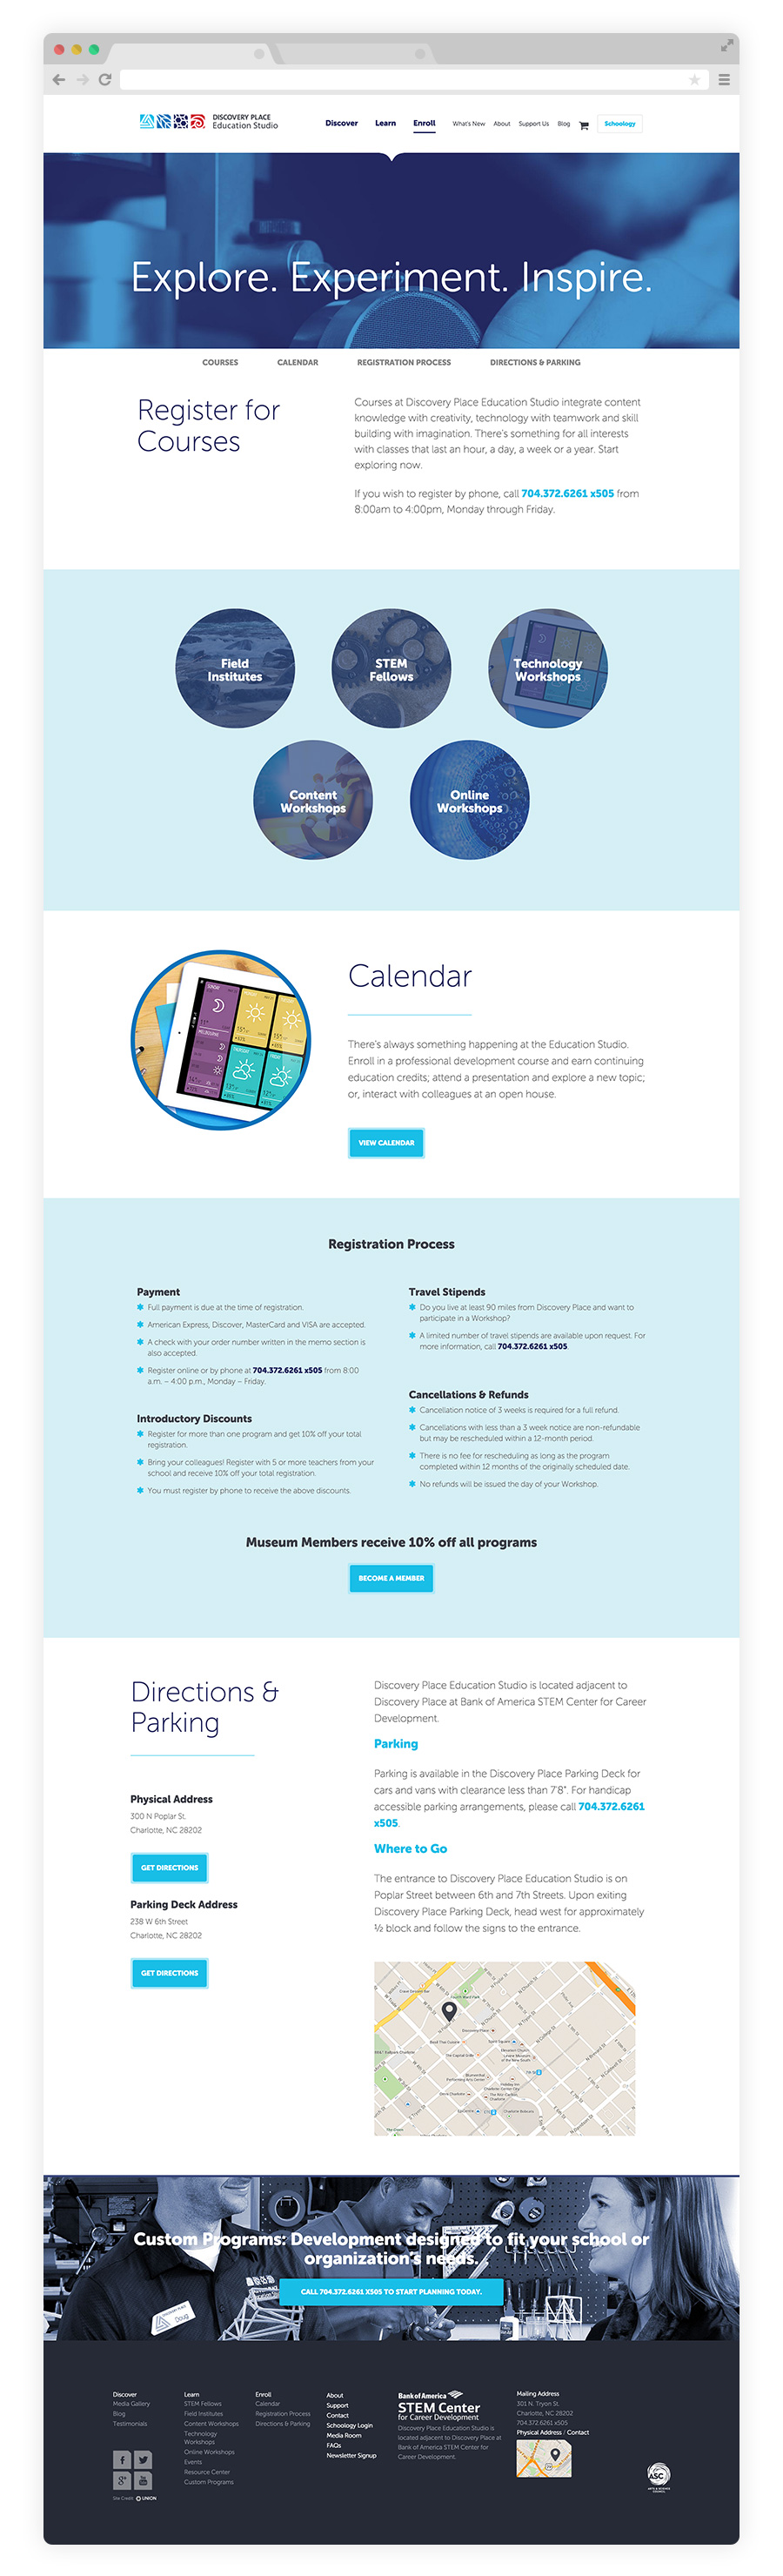 DISCOVERY PLACE
Education Studio
Discover Learn Enroll What's New About Support Us Blog Schoology
Explore. Experiment. Inspire.
COURSES CALENDAR REGISTRATION PROCESS DIRECTIONS & PARKING
Register for
Courses
Courses at Discovery Place Education Studio integrate content
knowledge with creativity, technology with teamwork and skill
building with imagination. There's something for all interests
with classes that last an hour, a day, a week or a year. Start
exploring now.
If you wish to register by phone, call 704.372.6261 x505 from
8:00am to 4:00pm, Monday through Friday.
Field
Institutes
STEM
Fellows
Technology
Workshops
Content
Workshops
Online
Workshops
Calendar
There's always something happening at the Education Studio.
Enroll in a professional development course and earn continuing
education credits; attend a presentation and explore a new topic;
or, interact with colleagues at an open house.
VIEW CALENDAR
Registration Process
Payment
Full payment is due at the time of registration.
American Express, Discover, MasterCard and VISA are accepted.
A check with your order number written in the memo section is
also accepted.
Register online or by phone at 704.372.6261 x505 from 8:00
a.m. – 4:00 p.m., Monday – Friday.
Introductory Discounts
Register for more than one program and get 10% off your total
registration.
Bring your colleagues! Register with 5 or more teachers from your
school and receive 10% off your total registration.
You must register by phone to receive the above discounts.
Travel Stipends
Do you live at least 90 miles from Discovery Place and want to
participate in a Workshop?
A limited number of travel stipends are available upon request. For
more information, call 704.372.6261 x505.
Cancellations & Refunds
Cancellation notice of 3 weeks is required for a full refund.
Cancellations with less than a 3 week notice are non-refundable
but may be rescheduled within a 12-month period.
There is no fee for rescheduling as long as the program
completed within 12 months of the originally scheduled date.
No refunds will be issued the day of your Workshop.
Museum Members receive 10% off all programs
BECOME A MEMBER
Directions &
Parking
Physical Address
300 N Poplar St.
Charlotte, NC 28202
GET DIRECTIONS
Parking Deck Address
238 W 6th Street
Charlotte, NC 28202
GET DIRECTIONS
Discovery Place Education Studio is located adjacent to
Discovery Place at Bank of America STEM Center for Career
Development.
Parking
Parking is available in the Discovery Place Parking Deck for
cars and vans with clearance less than 7'8". For handicap
accessible parking arrangements, please call 704.372.6261
x505.
Where to Go
The entrance to Discovery Place Education Studio is on
Poplar Street between 6th and 7th Streets. Upon exiting
Discovery Place Parking Deck, head west for approximately
½ block and follow the signs to the entrance.
Discovery Place
Custom Programs: Development designed to fit your school or
organization's needs.
CALL 704.372.6261 X505 TO START PLANNING TODAY.
Doug
Discover
Media Gallery
Blog
Testimonials
Site Credit UNION
Learn
STEM Fellows
Field Institutes
Content Workshops
Technology
Workshops
Online Workshops
Events
Resource Center
Custom Programs
Enroll
Calendar
Registration Process
Directions & Parking
About
Support
Contact
Schoology Login
Media Room
FAQs
Newsletter Signup
Bank of America
STEM Center
for Career Development
Discovery Place Education Studio is
located adjacent to Discovery Place at
Bank of America STEM Center for
Career Development.
Mailing Address
301 N. Tryon St.
Charlotte, NC 28202
704.372.6261 x505
Physical Address / Contact
ASC